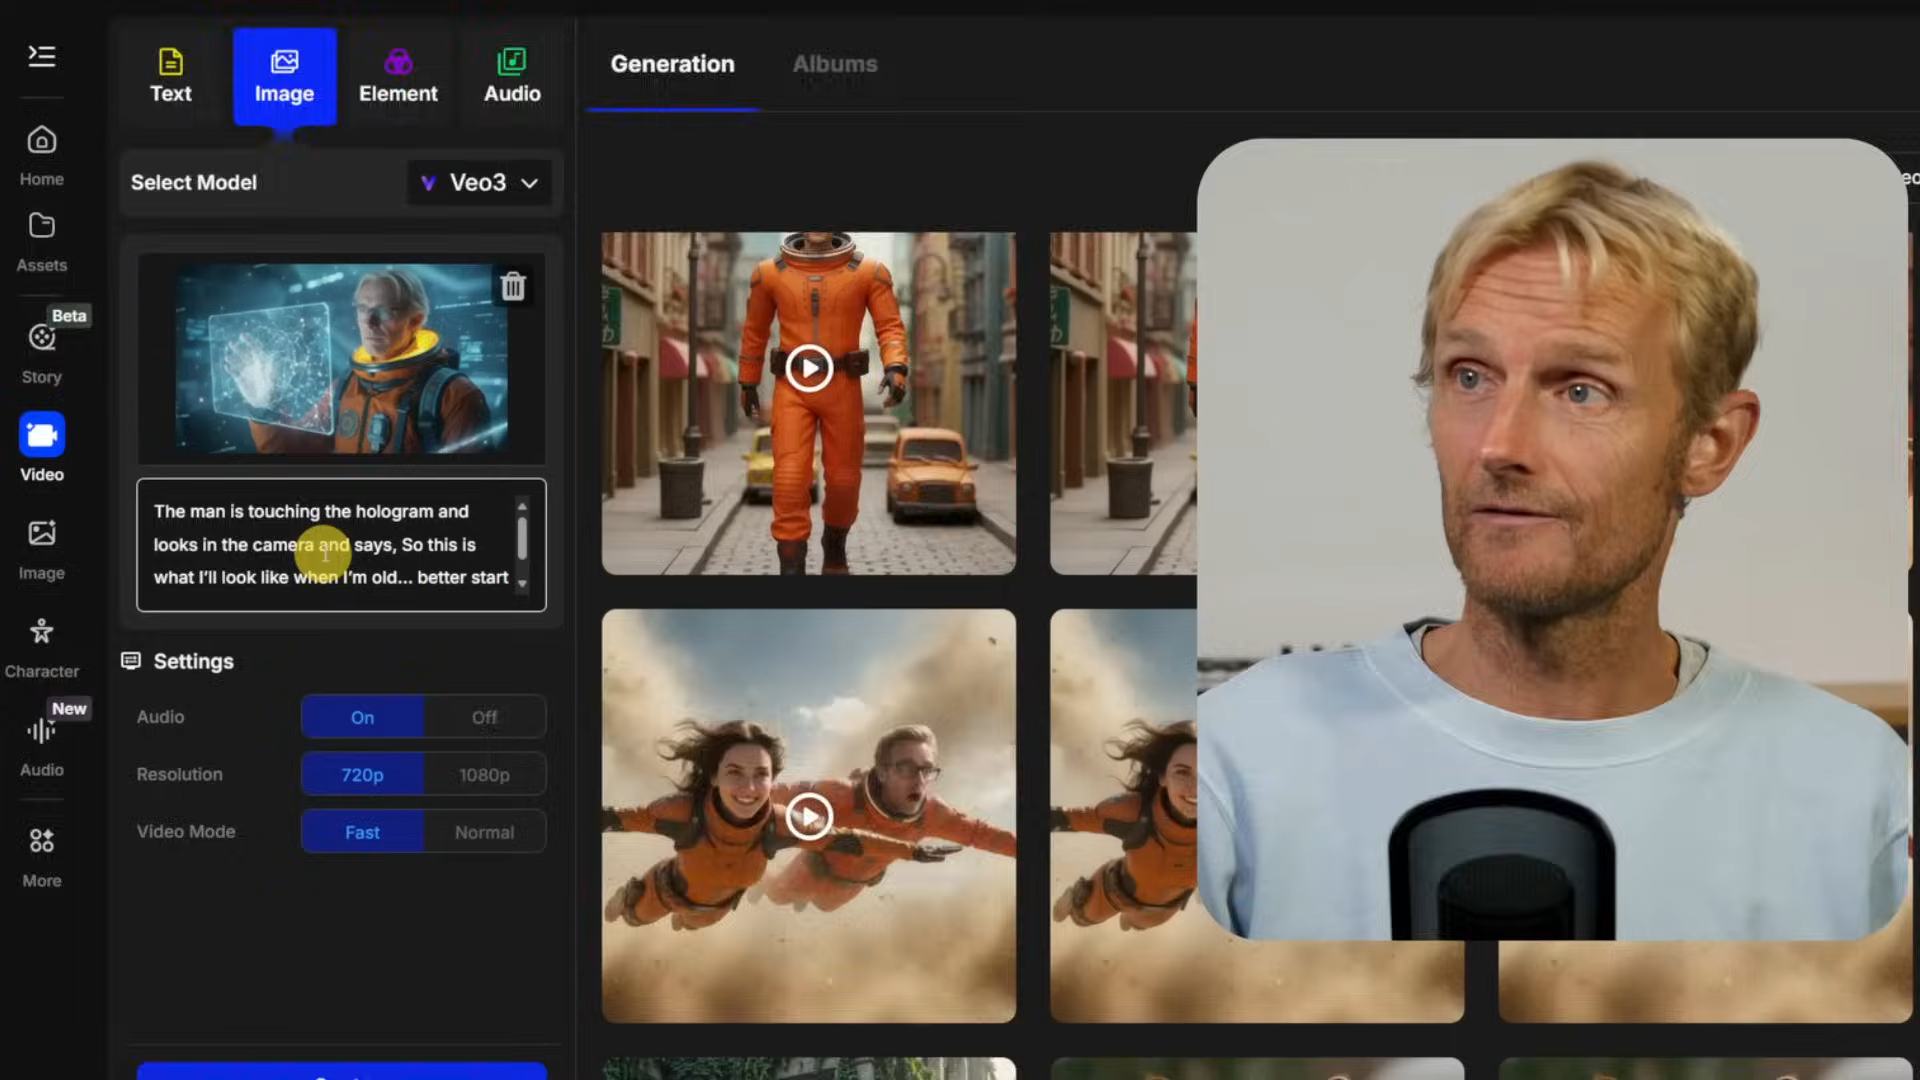 Text
Image
Element
Audio
Generation
Albums
Select Model
Veo3
Home
Assets
Beta
Story
Video
Image
Character
New
Audio
More
The man is touching the hologram and
looks in the camera and says, So this is
what I'll look like when I'm old... better start
Settings
Audio
On
Off
Resolution
720p
1080p
Video Mode
Fast
Normal